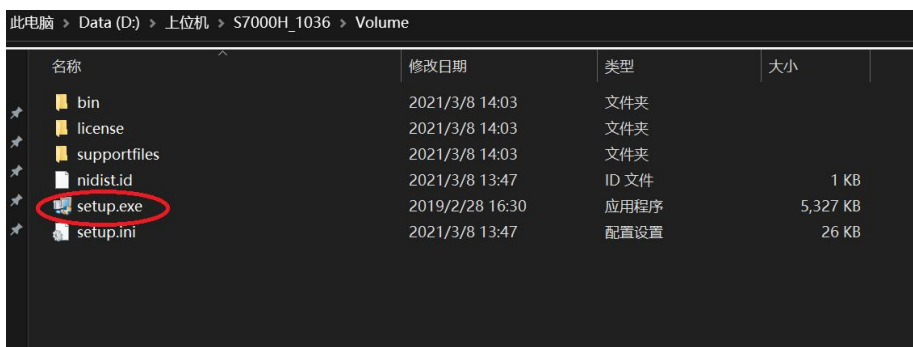 此电脑 > Data (D:) > 上位机 > S7000H_1036 > Volume
名称 修改日期 类型 大小
bin 2021/3/8 14:03 文件夹
license 2021/3/8 14:03 文件夹
supportfiles 2021/3/8 14:03 文件夹
nidist.id 2021/3/8 13:47 ID 文件 1 KB
setup.exe 2019/2/28 16:30 应用程序 5,327 KB
setup.ini 2021/3/8 13:47 配置设置 26 KB